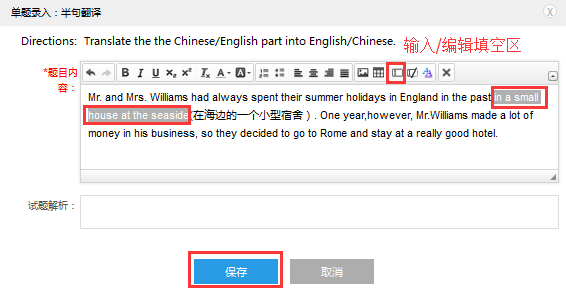 单题录入：半句翻译
Directions: Translate the the Chinese/English part into English/Chinese. 输入/编辑填空区
*题目内容：
Mr. and Mrs. Williams had always spent their summer holidays in England in the past in a small
house at the seaside(在海边的一个小型宿舍）. One year,however, Mr.Williams made a lot of
money in his business, so they decided to go to Rome and stay at a really good hotel.
试题解析：
保存 取消